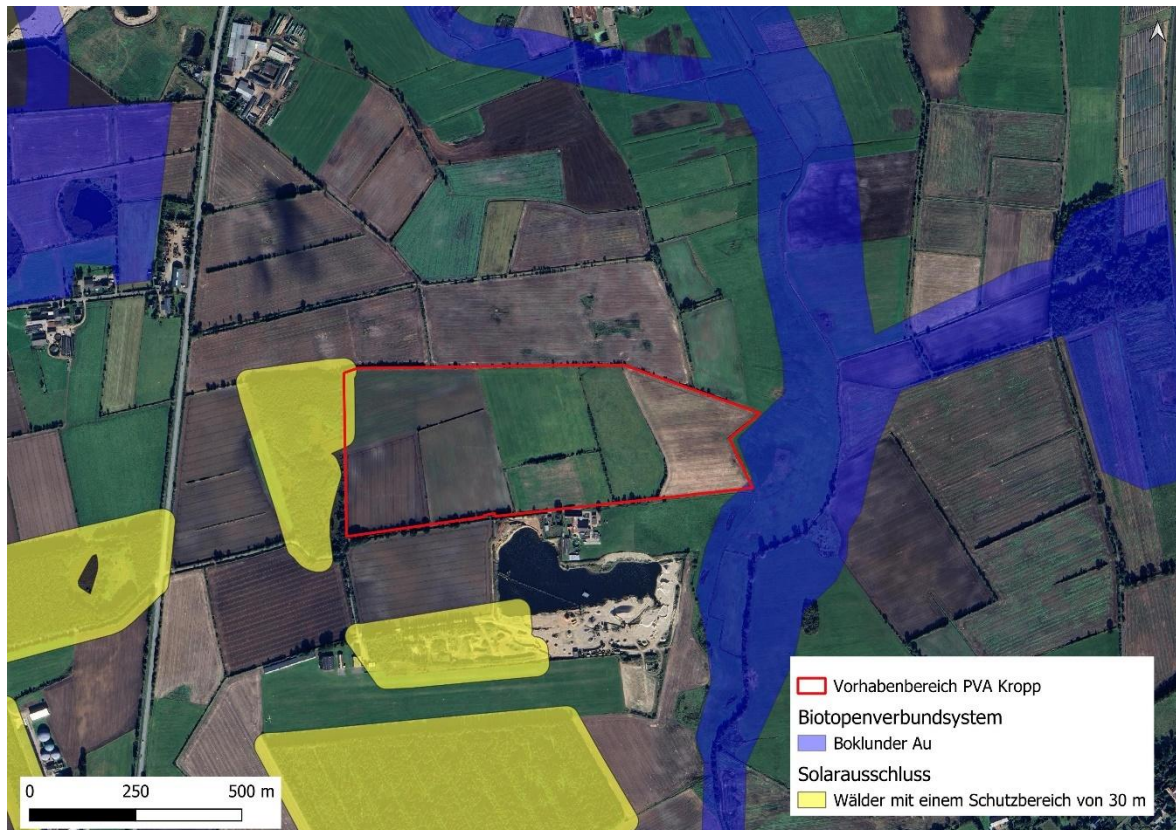 Vorhabenbereich PVA Kropp
Biotopenverbundsystem
Boklunder Au
Solarausschluss
Wälder mit einem Schutzbereich von 30 m
0 250 500 m